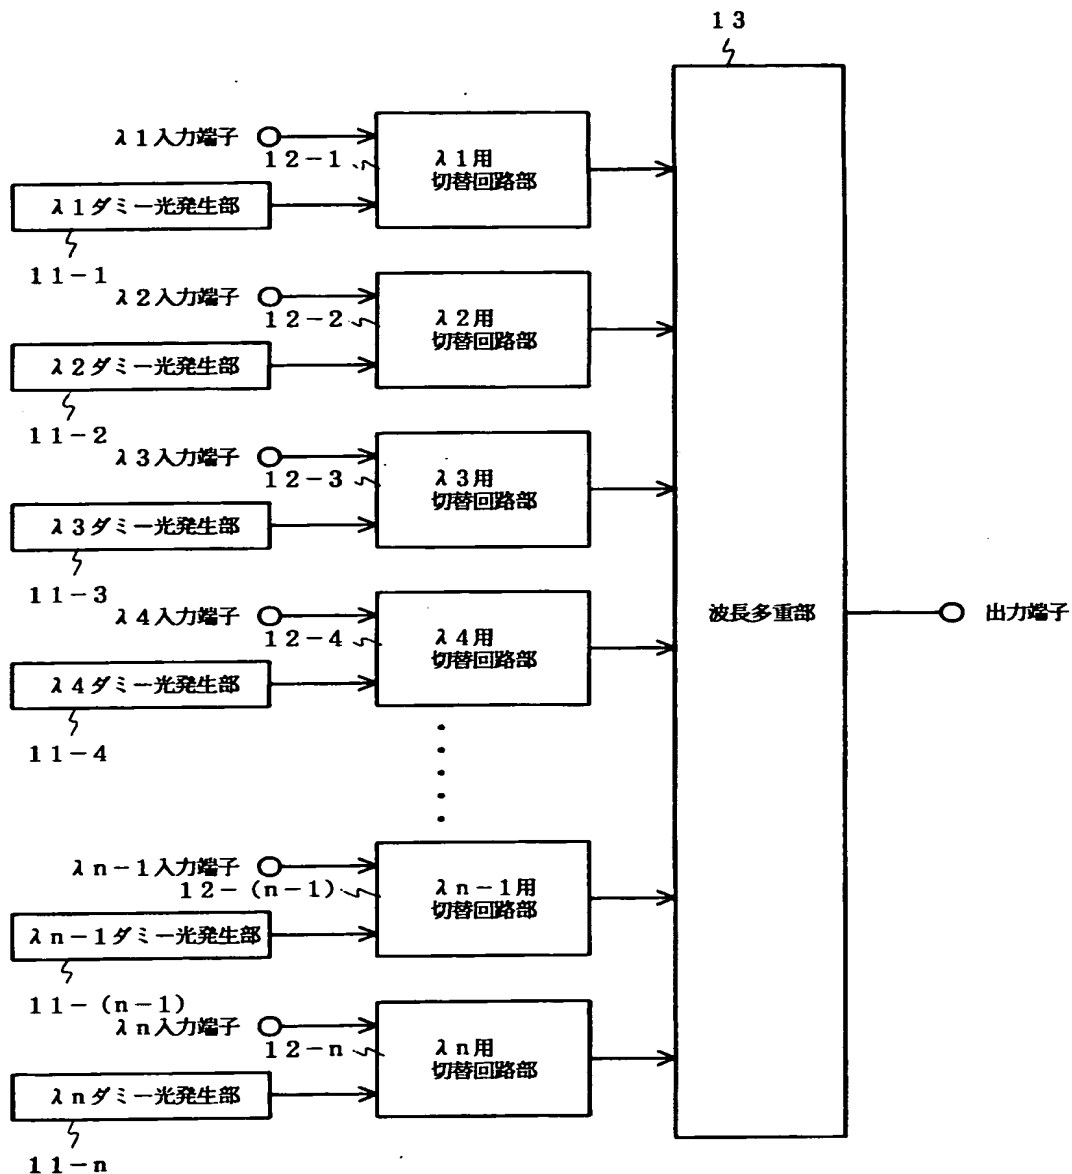 １３
λ１入力端子
１２－１
λ１用
切替回路部
λ１ダミー光発生部
１１－１
λ２入力端子
１２－２
λ２用
切替回路部
λ２ダミー光発生部
１１－２
λ３入力端子
１２－３
λ３用
切替回路部
λ３ダミー光発生部
１１－３
λ４入力端子
１２－４
λ４用
切替回路部
λ４ダミー光発生部
１１－４
波長多重部
出力端子
λｎ－１入力端子
１２－（ｎ－１）
λｎ－１用
切替回路部
λｎ－１ダミー光発生部
１１－（ｎ－１）
λｎ入力端子
１２－ｎ
λｎ用
切替回路部
λｎダミー光発生部
１１－ｎ